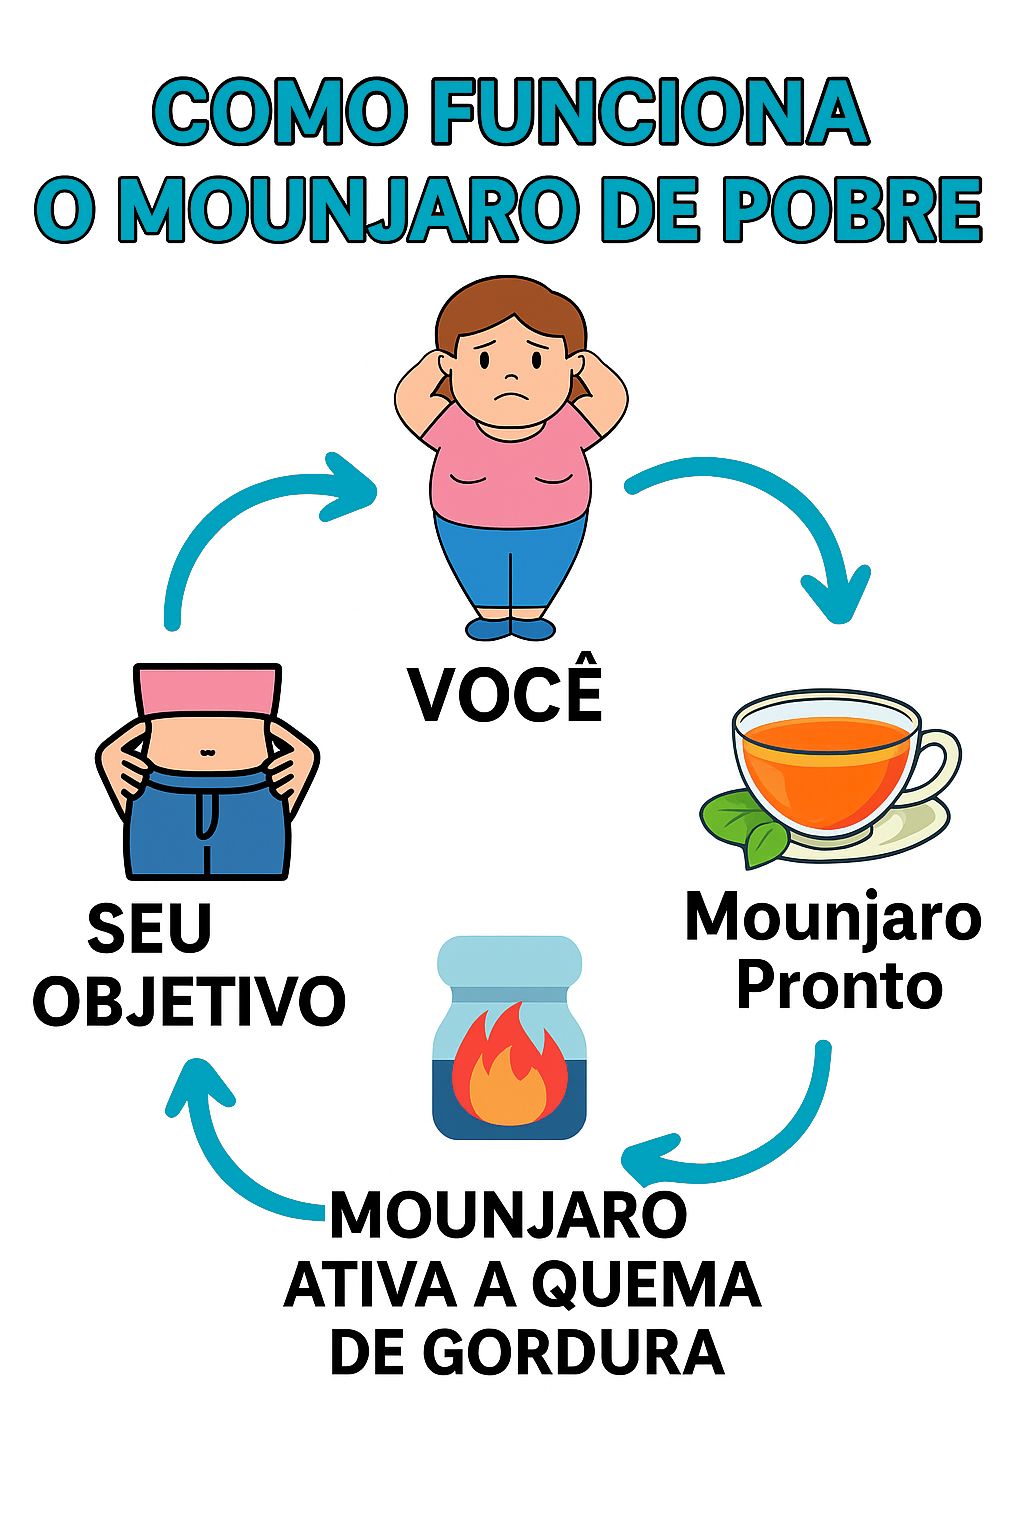 COMO FUNCIONA
O MOUNJARO DE POBRE
VOCÊ
Mounjaro
Pronto
MOUNJARO
ATIVA A QUEMA
DE GORDURA
SEU
OBJETIVO